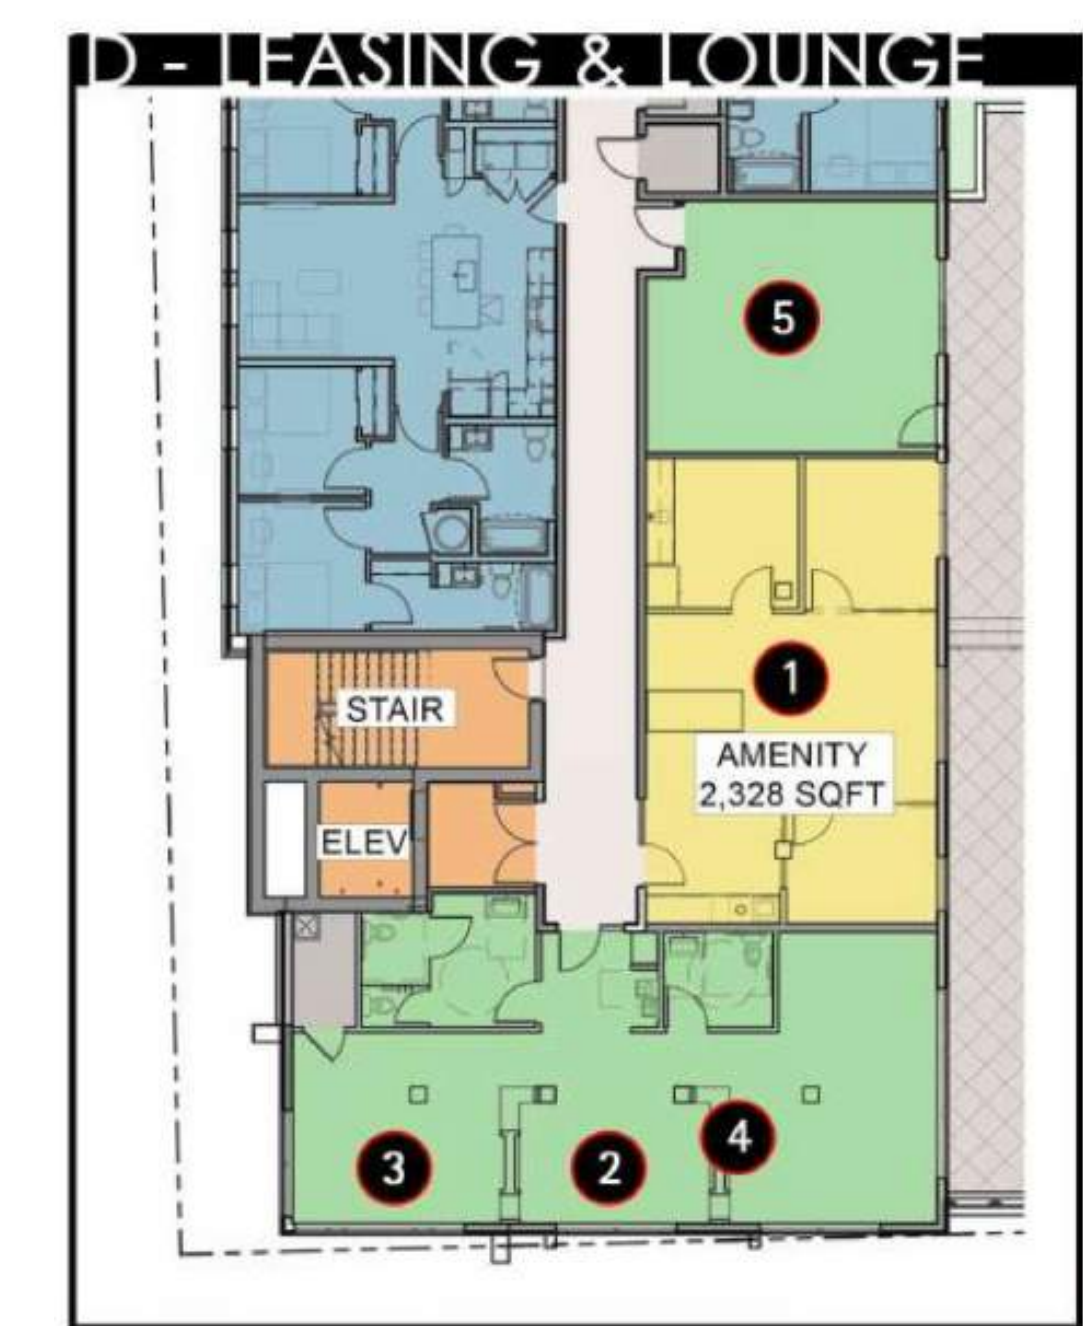 D - LEASING & LOUNGE
5
1
STAIR
AMENITY
2,328 SQFT
ELEV
3
2
4